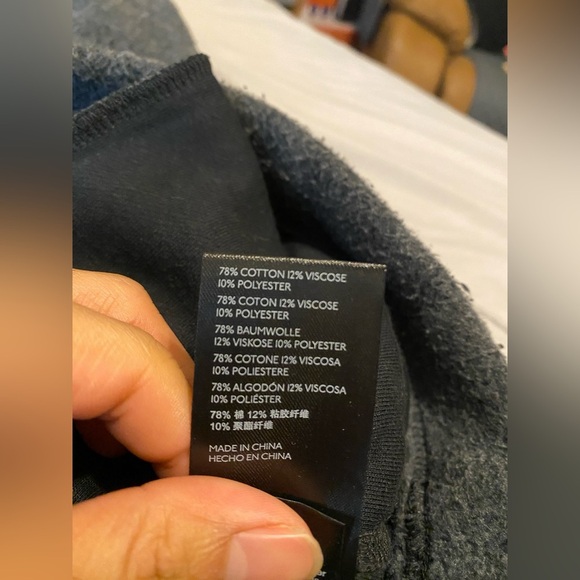 78% COTTON 12% VISCOSE
10% POLYESTER
78% COTON 12% VISCOSE
10% POLYESTER
78% BAUMWOLLE
12% VISKOSE 10% POLYESTER
78% COTONE 12% VISCOSA
10% POLIESTERE
78% ALGODÓN 12% VISCOSA
10% POLIÉSTER
78% 棉 12% 粘胶纤维
10% 聚酯纤维
MADE IN CHINA
HECHO EN CHINA